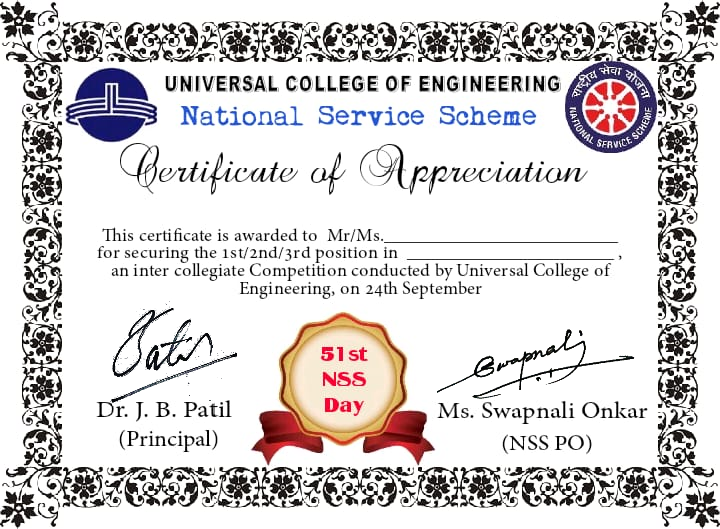 UNIVERSAL COLLEGE OF ENGINEERING
National Service Scheme
राष्ट्रीय सेवा योजना
NATIONAL SERVICE SCHEME
Certificate of Appreciation
This certificate is awarded to Mr/Ms.
for securing the 1st/2nd/3rd position in ,
an inter collegiate Competition conducted by Universal College of
Engineering, on 24th September
Patil
Swapnali
51st
NSS
Day
Dr. J. B. Patil
(Principal)
Ms. Swapnali Onkar
(NSS PO)